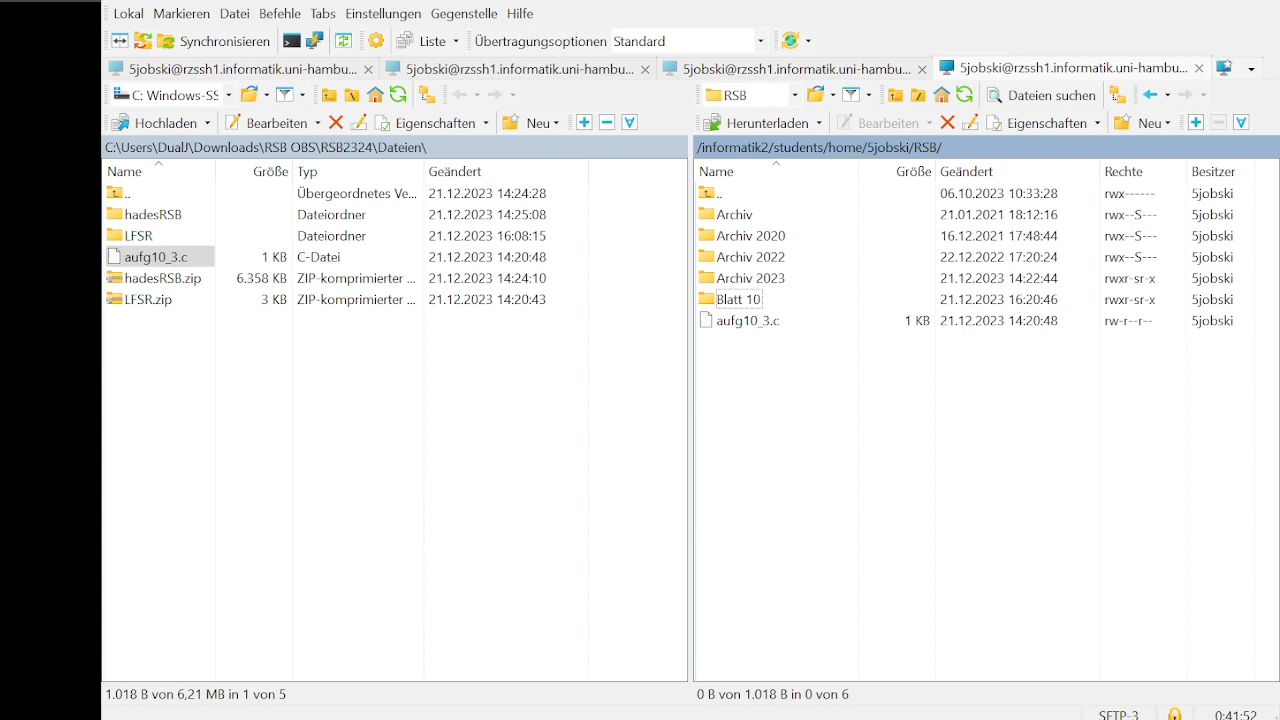 Lokal Markieren Datei Befehle Tabs Einstellungen Gegenstelle Hilfe
Synchronisieren Liste Übertragungsoptionen Standard
5jobski@rzssh1.informatik.uni-hambu... 5jobski@rzssh1.informatik.uni-hambu... 5jobski@rzssh1.informatik.uni-hambu... 5jobski@rzssh1.informatik.uni-hambu...
C: Windows-S RSB Dateien suchen
Hochladen Bearbeiten Eigenschaften Bearbeiten Eigenschaften Neu
C:\Users\DualJ\Downloads\RSB OBS\RSB2324\Dateien\ /informatik2/students/home/5jobski/RSB/
Name Größe Typ Geändert
.. Übergeordnetes Ve... 21.12.2023 14:24:32
hadesRSB Dateiordner 21.12.2023 14:25:08
LFSR Dateiordner 21.12.2023 16:08:15
aufg10_3.c 1 KB C-Datei 21.12.2023 14:20:48
hadesRSB.zip 6.358 KB ZIP-komprimierter ... 21.12.2023 14:24:17
LFSR.zip 3 KB ZIP-komprimierter ... 21.12.2023 14:20:43
Name Größe Geändert Rechte Besitzer
.. 06.10.2023 10:33:28 rwx------ 5jobski
Archiv 21.01.2021 18:12:16 rwx--S--- 5jobski
Archiv 2020 16.12.2021 17:48:44 rwx--S--- 5jobski
Archiv 2022 22.12.2022 17:20:24 rwx--S--- 5jobski
Archiv 2023 21.12.2023 14:22:44 rwxr-sr-x 5jobski
Blatt 10 21.12.2023 16:20:46 rwxr-sr-x 5jobski
aufg10_3.c 1 KB 21.12.2023 14:20:48 rw-r--r-- 5jobski
1.018 B von 6,21 MB in 1 von 5 0 B von 1.018 B in 0 von 6
SFTP-3 0:41:52